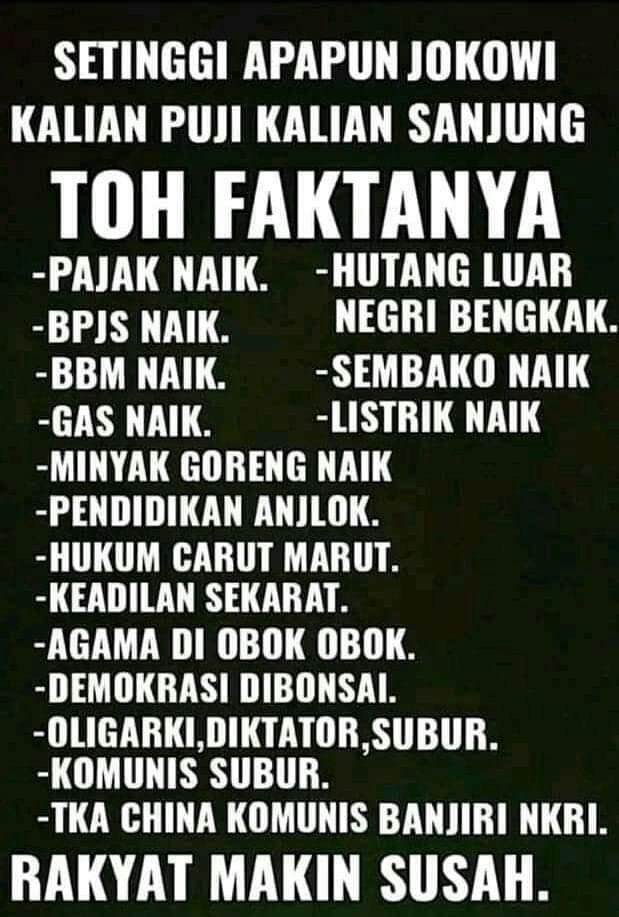 SETINGGI APAPUN JOKOWI
KALIAN PUJI KALIAN SANJUNG
TOH FAKTANYA
-PAJAK NAIK.
-BPJS NAIK.
-BBM NAIK.
-GAS NAIK.
-HUTANG LUAR
NEGRI BENGKAK.
-SEMBAKO NAIK
-LISTRIK NAIK
-MINYAK GORENG NAIK
-PENDIDIKAN ANJLOK.
-HUKUM CARUT MARUT.
-KEADILAN SEKARAT.
-AGAMA DI OBOK OBOK.
-DEMOKRASI DIBONSAI.
-OLIGARKI,DIKTATOR,SUBUR.
-KOMUNIS SUBUR.
-TKA CHINA KOMUNIS BANJIRI NKRI.
RAKYAT MAKIN SUSAH.